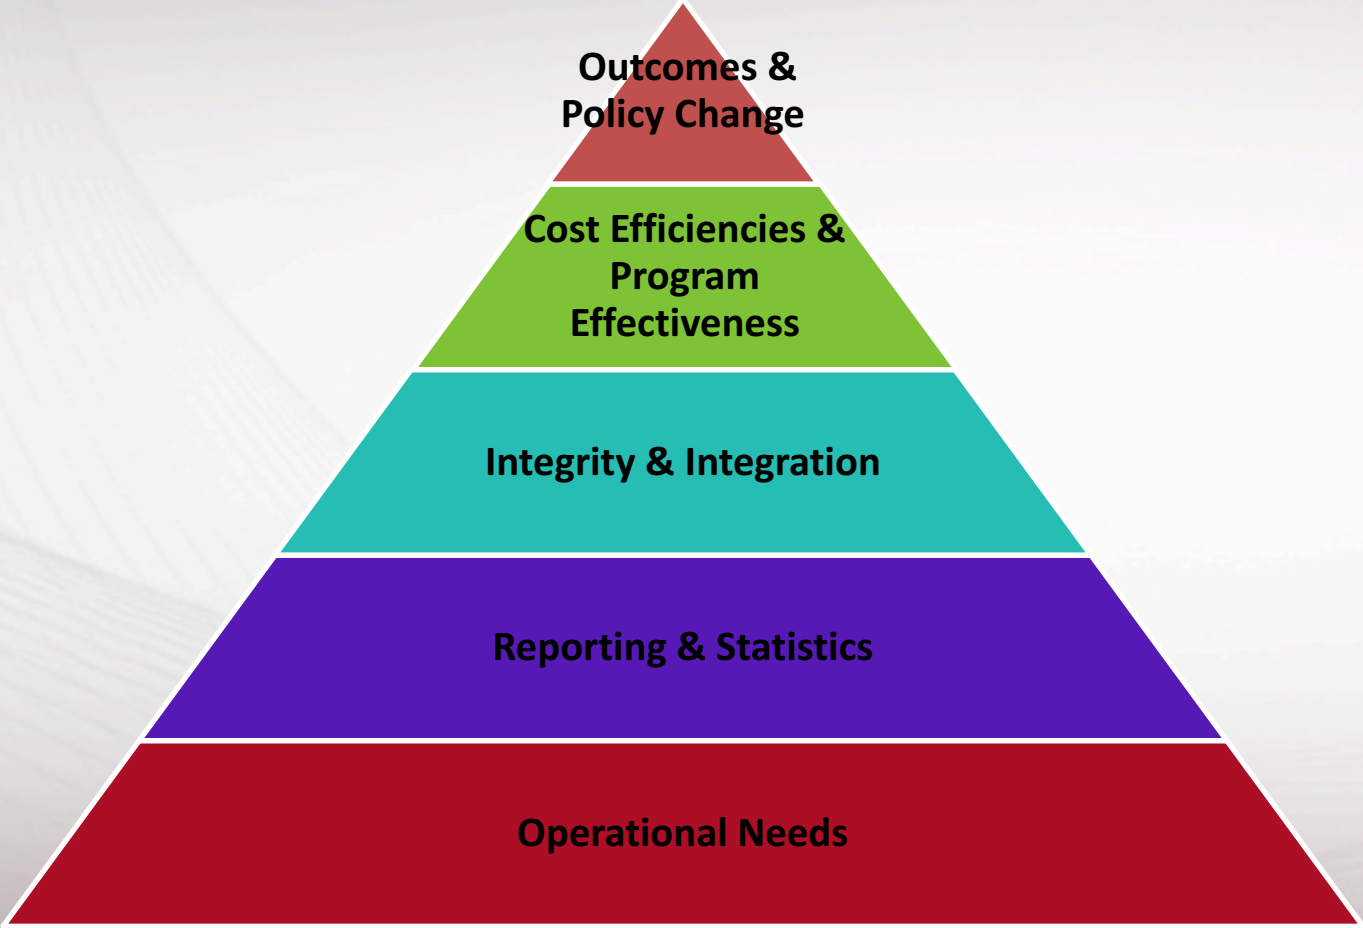 Outcomes &
Policy Change
Cost Efficiencies &
Program
Effectiveness
Integrity & Integration
Reporting & Statistics
Operational Needs